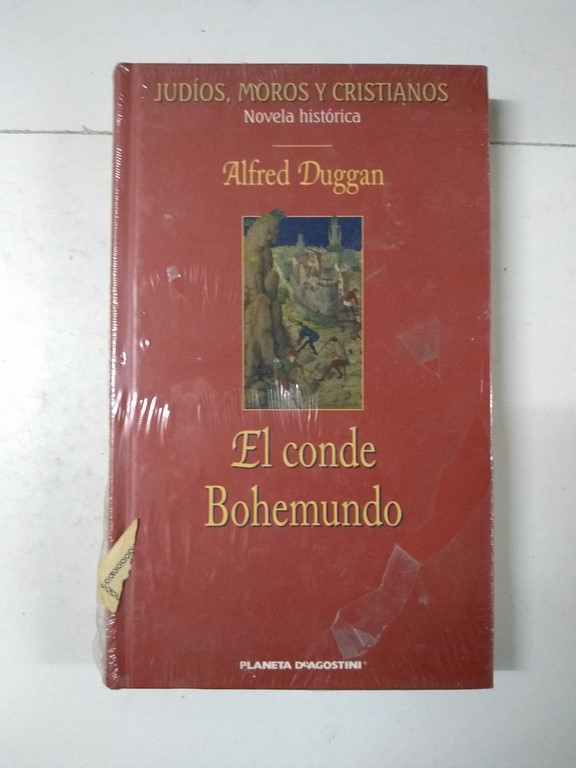 JUDÍOS, MOROS Y CRISTIANOS
Novela histórica
Alfred Duggan
El conde
Bohemundo
PLANETA DeAGOSTINI®